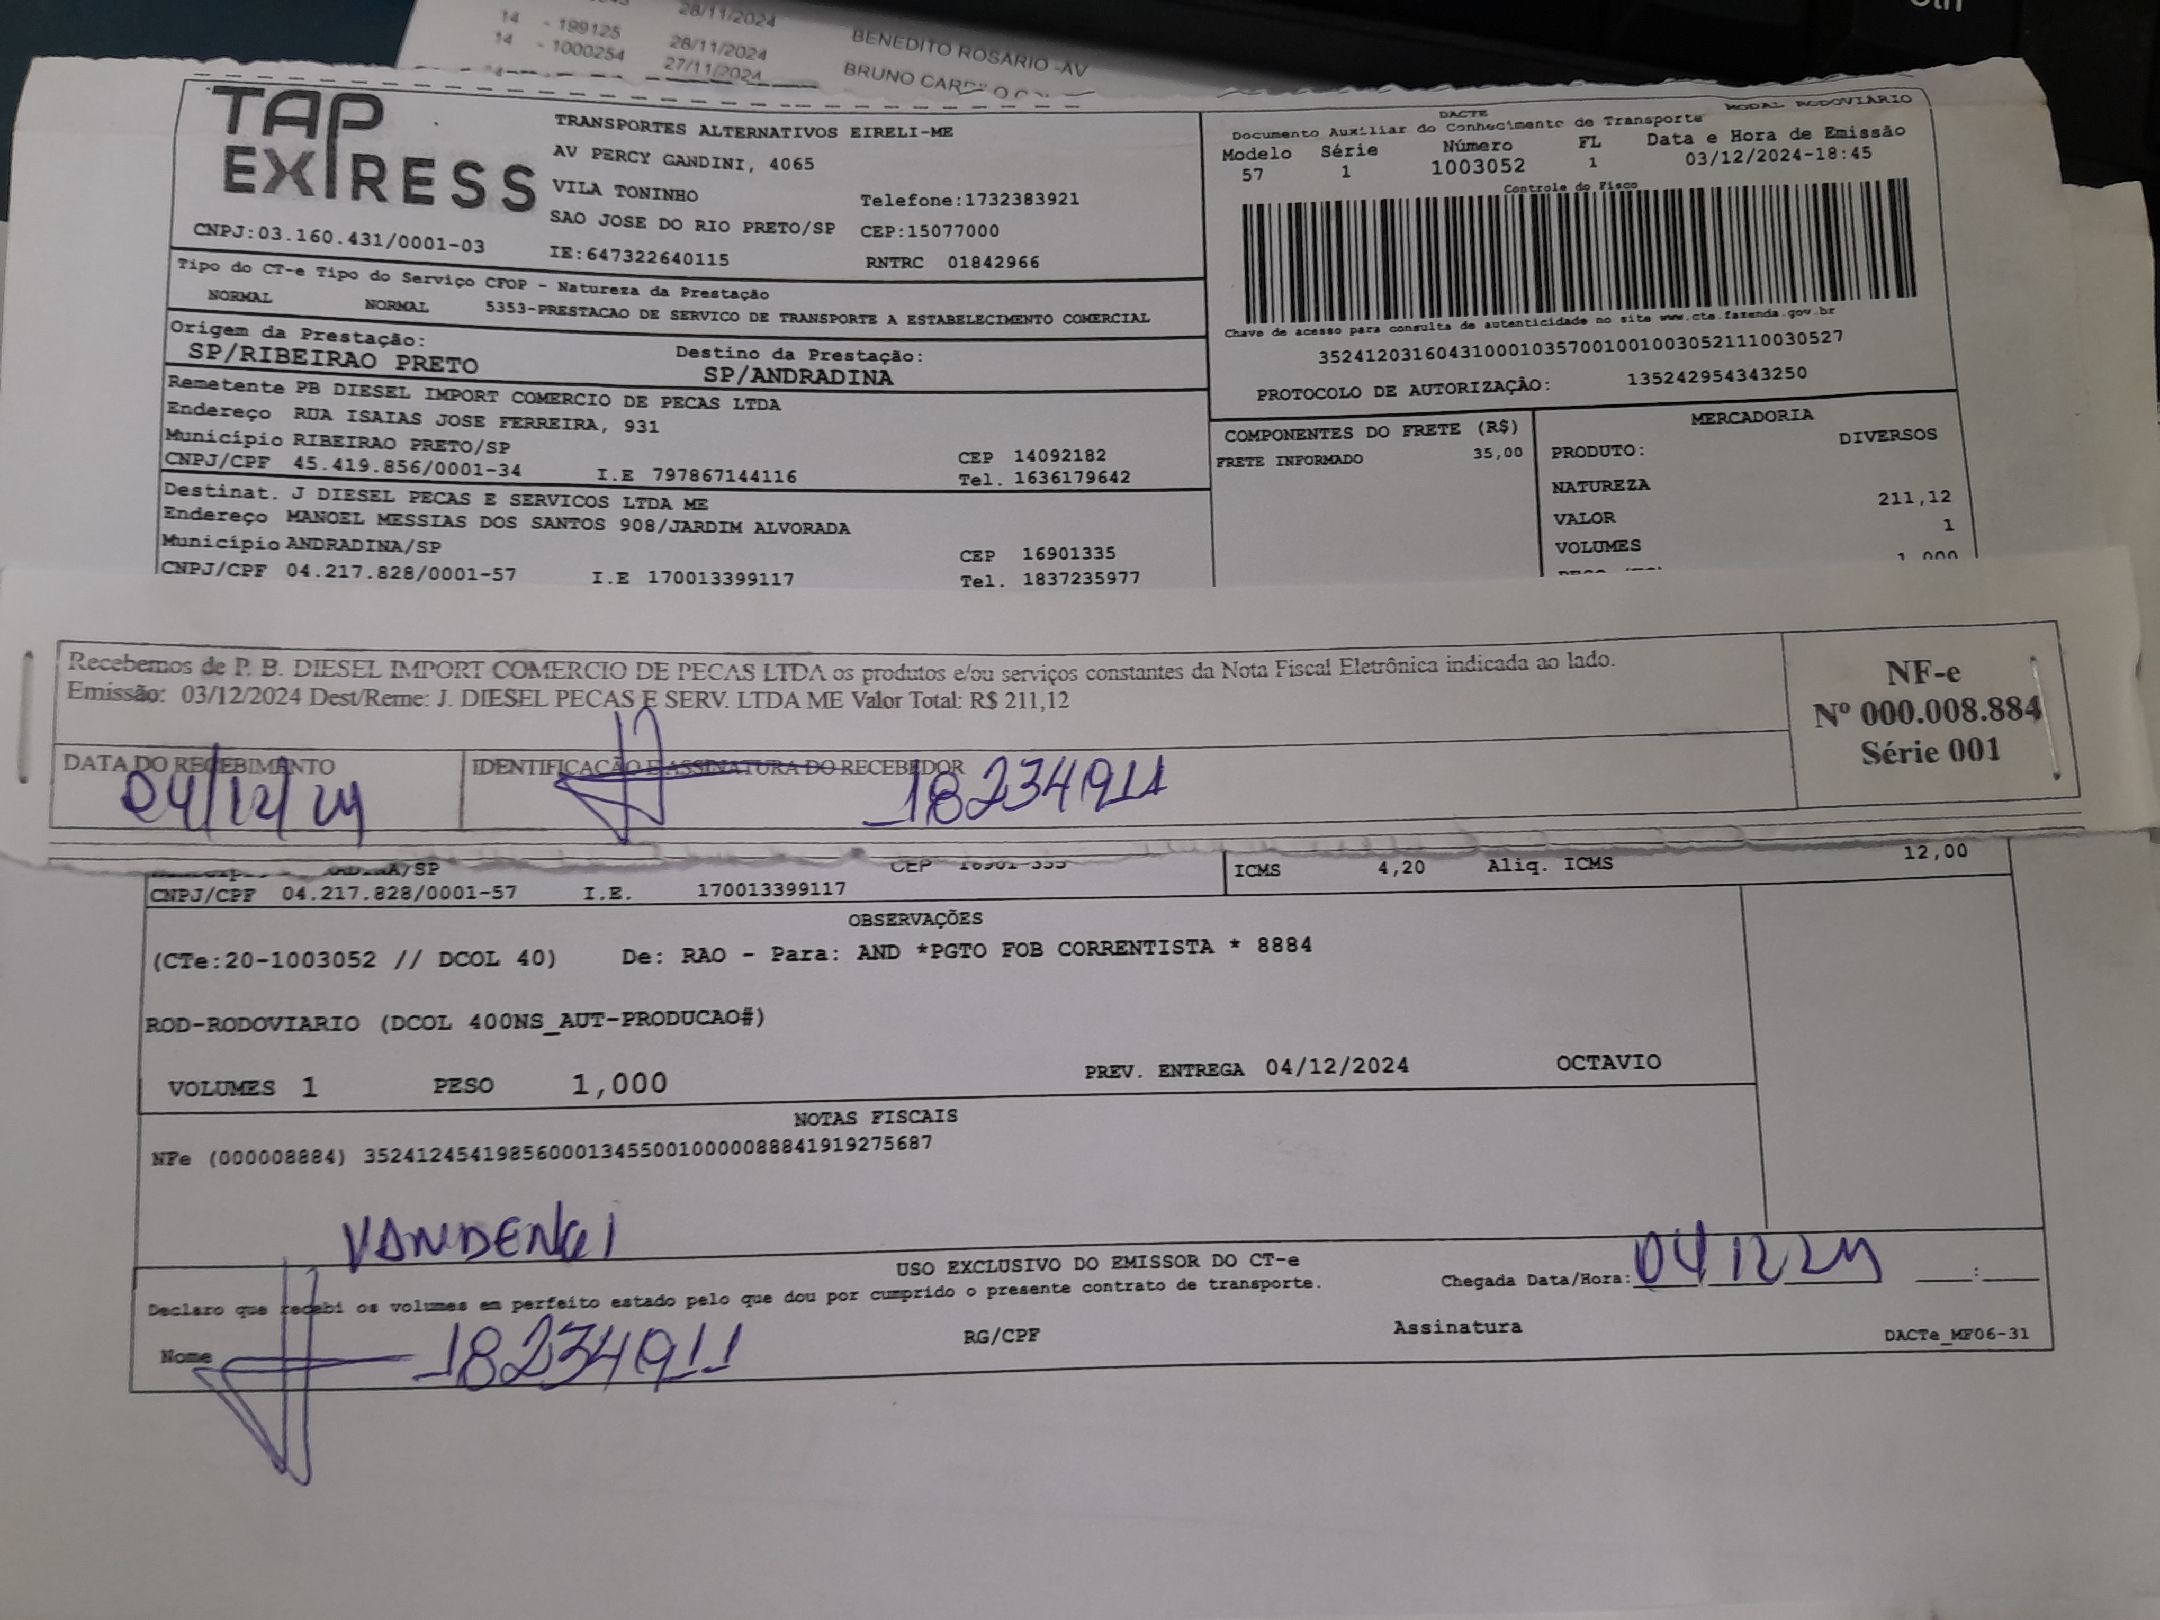 28/11/2024
14 - 199125 28/11/2024 BENEDITO ROSARIO -AV
14 - 1000254 27/11/2024 BRUNO
TAP EXPRESS
TRANSPORTES ALTERNATIVOS EIRELI-ME
AV PERCY GANDINI, 4065
VILA TONINHO Telefone:1732383921
SAO JOSE DO RIO PRETO/SP CEP:15077000
CNPJ:03.160.431/0001-03 IE:647322640115 RNTRC 01842966
DACTE MODAL RODOVIÁRIO
Documento Auxiliar do Conhecimento de Transporte
Modelo Série Número FL Data e Hora de Emissão
57 1 1003052 1 03/12/2024-18:45
Controle do Fisco
Chave de acesso para consulta de autenticidade no site www.cte.fazenda.gov.br
35241203160431000103570010010030521110030527
PROTOCOLO DE AUTORIZAÇÂO: 135242954343250
Tipo do CT-e Tipo do Serviço CFOP - Natureza da Prestação
NORMAL NORMAL 5353-PRESTACAO DE SERVICO DE TRANSPORTE A ESTABELECIMENTO COMERCIAL
Origem da Prestação: Destino da Prestação:
SP/RIBEIRAO PRETO SP/ANDRADINA
Remetente PB DIESEL IMPORT COMERCIO DE PECAS LTDA
Endereço RUA ISAIAS JOSE FERREIRA, 931
Município RIBEIRAO PRETO/SP CEP 14092182
CNPJ/CPF 45.419.856/0001-34 I.E 797867144116 Tel. 1636179642
Destinat. J DIESEL PECAS E SERVICOS LTDA ME
Endereço MANOEL MESSIAS DOS SANTOS 908/JARDIM ALVORADA
Município ANDRADINA/SP CEP 16901335
CNPJ/CPF 04.217.828/0001-57 I.E 170013399117 Tel. 1837235977
COMPONENTES DO FRETE (R$)
FRETE INFORMADO 35,00
MERCADORIA
PRODUTO: DIVERSOS
NATUREZA
VALOR 211,12
VOLUMES 1
1,000
Recebemos de P. B. DIESEL IMPORT COMERCIO DE PECAS LTDA os produtos e/ou serviços constantes da Nota Fiscal Eletrônica indicada ao lado.
Emissão: 03/12/2024 Dest/Reme: J. DIESEL PECAS E SERV. LTDA ME Valor Total: R$ 211,12
NF-e
Nº 000.008.884
Série 001
DATA DO RECEBIMENTO IDENTIFICAÇÃO E ASSINATURA DO RECEBEDOR
04/12/24 18234911
CEP 16901-335
CNPJ/CPF 04.217.828/0001-57 I.E. 170013399117
ICMS 4,20 Aliq. ICMS 12,00
OBSERVAÇÕES
(CTe:20-1003052 // DCOL 40) De: RAO - Para: AND *PGTO FOB CORRENTISTA * 8884
ROD-RODOVIARIO (DCOL 400NS_AUT-PRODUCAO#)
VOLUMES 1 PESO 1,000 PREV. ENTREGA 04/12/2024 OCTAVIO
NOTAS FISCAIS
NFe (000008884) 35241245419856000134550010000088841919275687
USO EXCLUSIVO DO EMISSOR DO CT-e
Declaro que recebi os volumes em perfeito estado pelo que dou por cumprido o presente contrato de transporte.
Chegada Data/Hora: 04 12 24 :
Nome 18234911 RG/CPF Assinatura DACTe_MF06-31